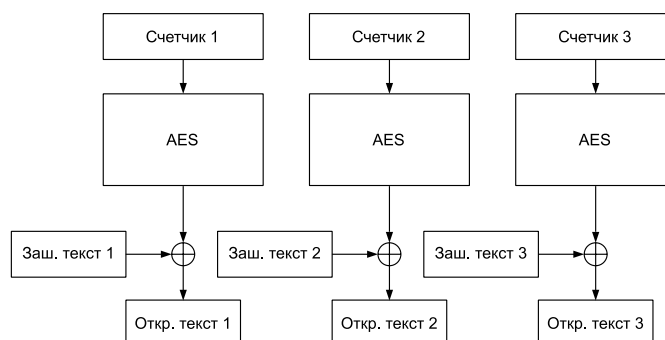 Счетчик 1
Счетчик 2
Счетчик 3
AES
AES
AES
Заш. текст 1
Заш. текст 2
Заш. текст 3
Откр. текст 1
Откр. текст 2
Откр. текст 3